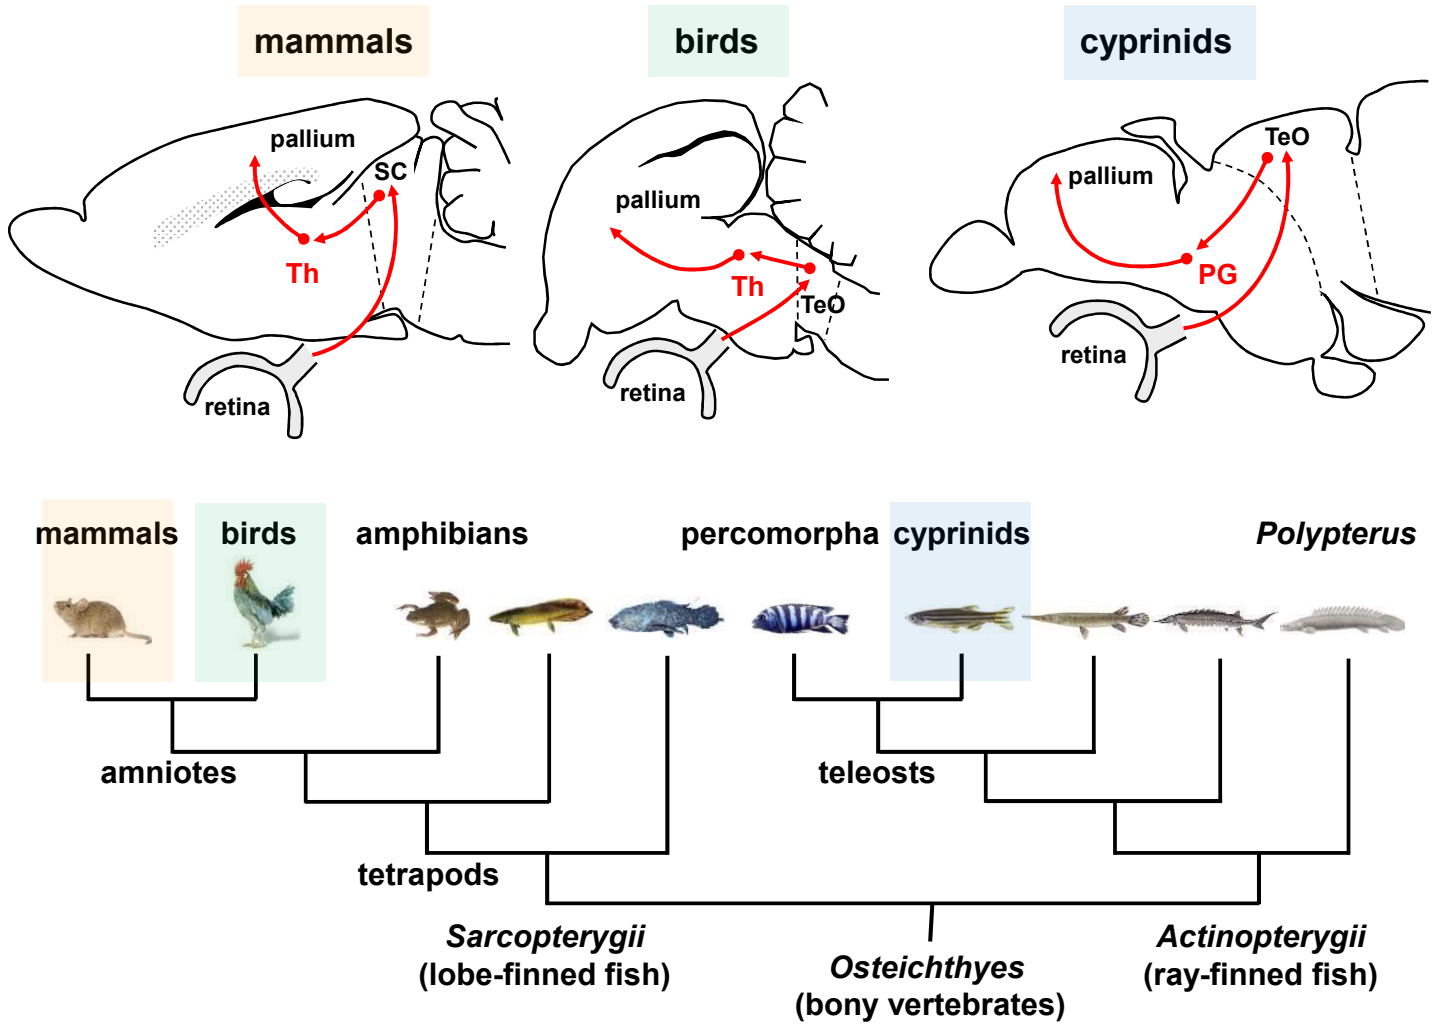 mammals
birds
cyprinids
pallium
SC
Th
retina
pallium
Th
TeO
retina
TeO
pallium
PG
retina
mammals
birds
amphibians
percomorpha
cyprinids
Polypterus
amniotes
teleosts
tetrapods
Sarcopterygii
(lobe-finned fish)
Osteichthyes
(bony vertebrates)
Actinopterygii
(ray-finned fish)